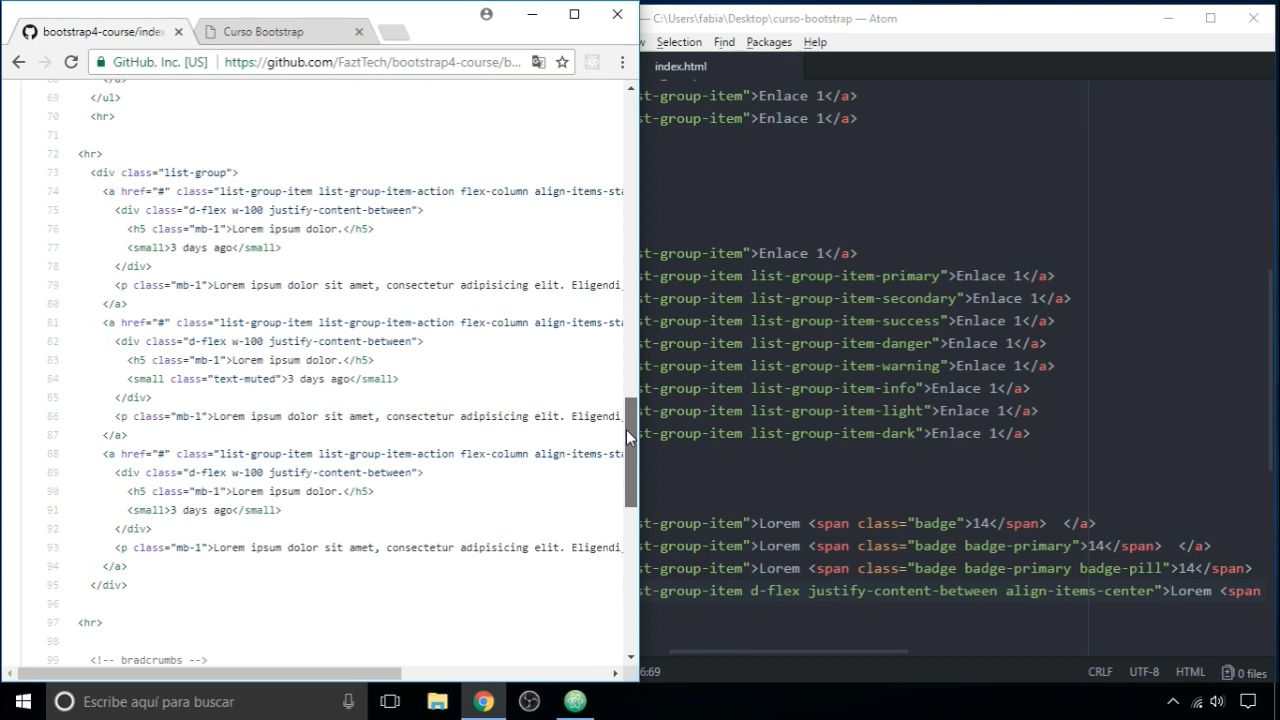 bootstrap4-course/index
Curso Bootstrap
GitHub, Inc. [US]
https://github.com/FaztTech/bootstrap4-course/b...
69 </ul>
70 <hr>
71
72 <hr>
73 <div class="list-group">
74 <a href="#" class="list-group-item list-group-item-action flex-column align-items-sta
75 <div class="d-flex w-100 justify-content-between">
76 <h5 class="mb-1">Lorem ipsum dolor.</h5>
77 <small>3 days ago</small>
78 </div>
79 <p class="mb-1">Lorem ipsum dolor sit amet, consectetur adipisicing elit. Eligendi,
80 </a>
81 <a href="#" class="list-group-item list-group-item-action flex-column align-items-sta
82 <div class="d-flex w-100 justify-content-between">
83 <h5 class="mb-1">Lorem ipsum dolor.</h5>
84 <small class="text-muted">3 days ago</small>
85 </div>
86 <p class="mb-1">Lorem ipsum dolor sit amet, consectetur adipisicing elit. Eligendi,
87 </a>
88 <a href="#" class="list-group-item list-group-item-action flex-column align-items-sta
89 <div class="d-flex w-100 justify-content-between">
90 <h5 class="mb-1">Lorem ipsum dolor.</h5>
91 <small>3 days ago</small>
92 </div>
93 <p class="mb-1">Lorem ipsum dolor sit amet, consectetur adipisicing elit. Eligendi,
94 </a>
95 </div>
96
97 <hr>
98
99 <!-- bradcrumbs -->
C:\Users\fabia\Desktop\curso-bootstrap — Atom
w Selection Find Packages Help
index.html
st-group-item">Enlace 1</a>
st-group-item">Enlace 1</a>
st-group-item">Enlace 1</a>
st-group-item list-group-item-primary">Enlace 1</a>
st-group-item list-group-item-secondary">Enlace 1</a>
st-group-item list-group-item-success">Enlace 1</a>
st-group-item list-group-item-danger">Enlace 1</a>
st-group-item list-group-item-warning">Enlace 1</a>
st-group-item list-group-item-info">Enlace 1</a>
st-group-item list-group-item-light">Enlace 1</a>
st-group-item list-group-item-dark">Enlace 1</a>
st-group-item">Lorem <span class="badge">14</span> </a>
st-group-item">Lorem <span class="badge badge-primary">14</span> </a>
st-group-item">Lorem <span class="badge badge-primary badge-pill">14</span>
st-group-item d-flex justify-content-between align-items-center">Lorem <span
6:69
CRLF UTF-8 HTML 0 files
Escribe aquí para buscar